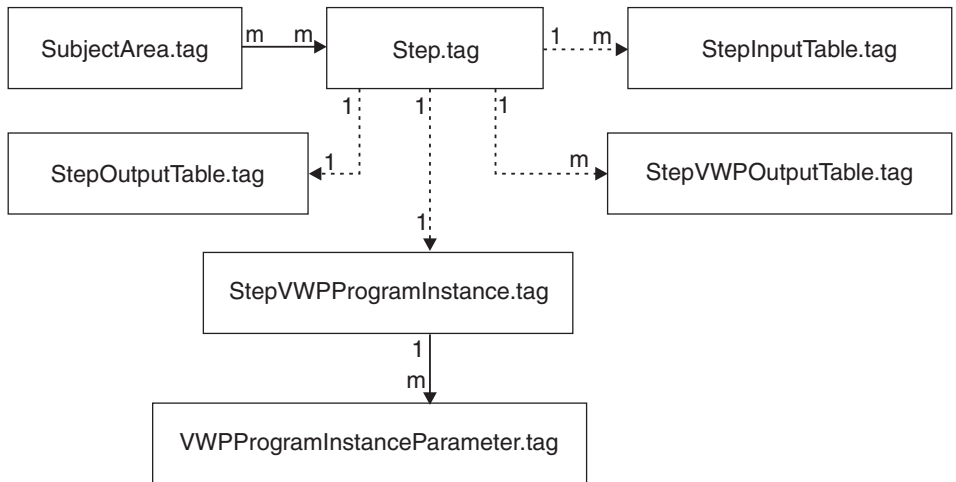 SubjectArea.tag
m m
Step.tag
1 m
StepInputTable.tag
1 1 1
StepOutputTable.tag
1
m
StepVWPOutputTable.tag
1
StepVWPProgramInstance.tag
1
m
VWPProgramInstanceParameter.tag